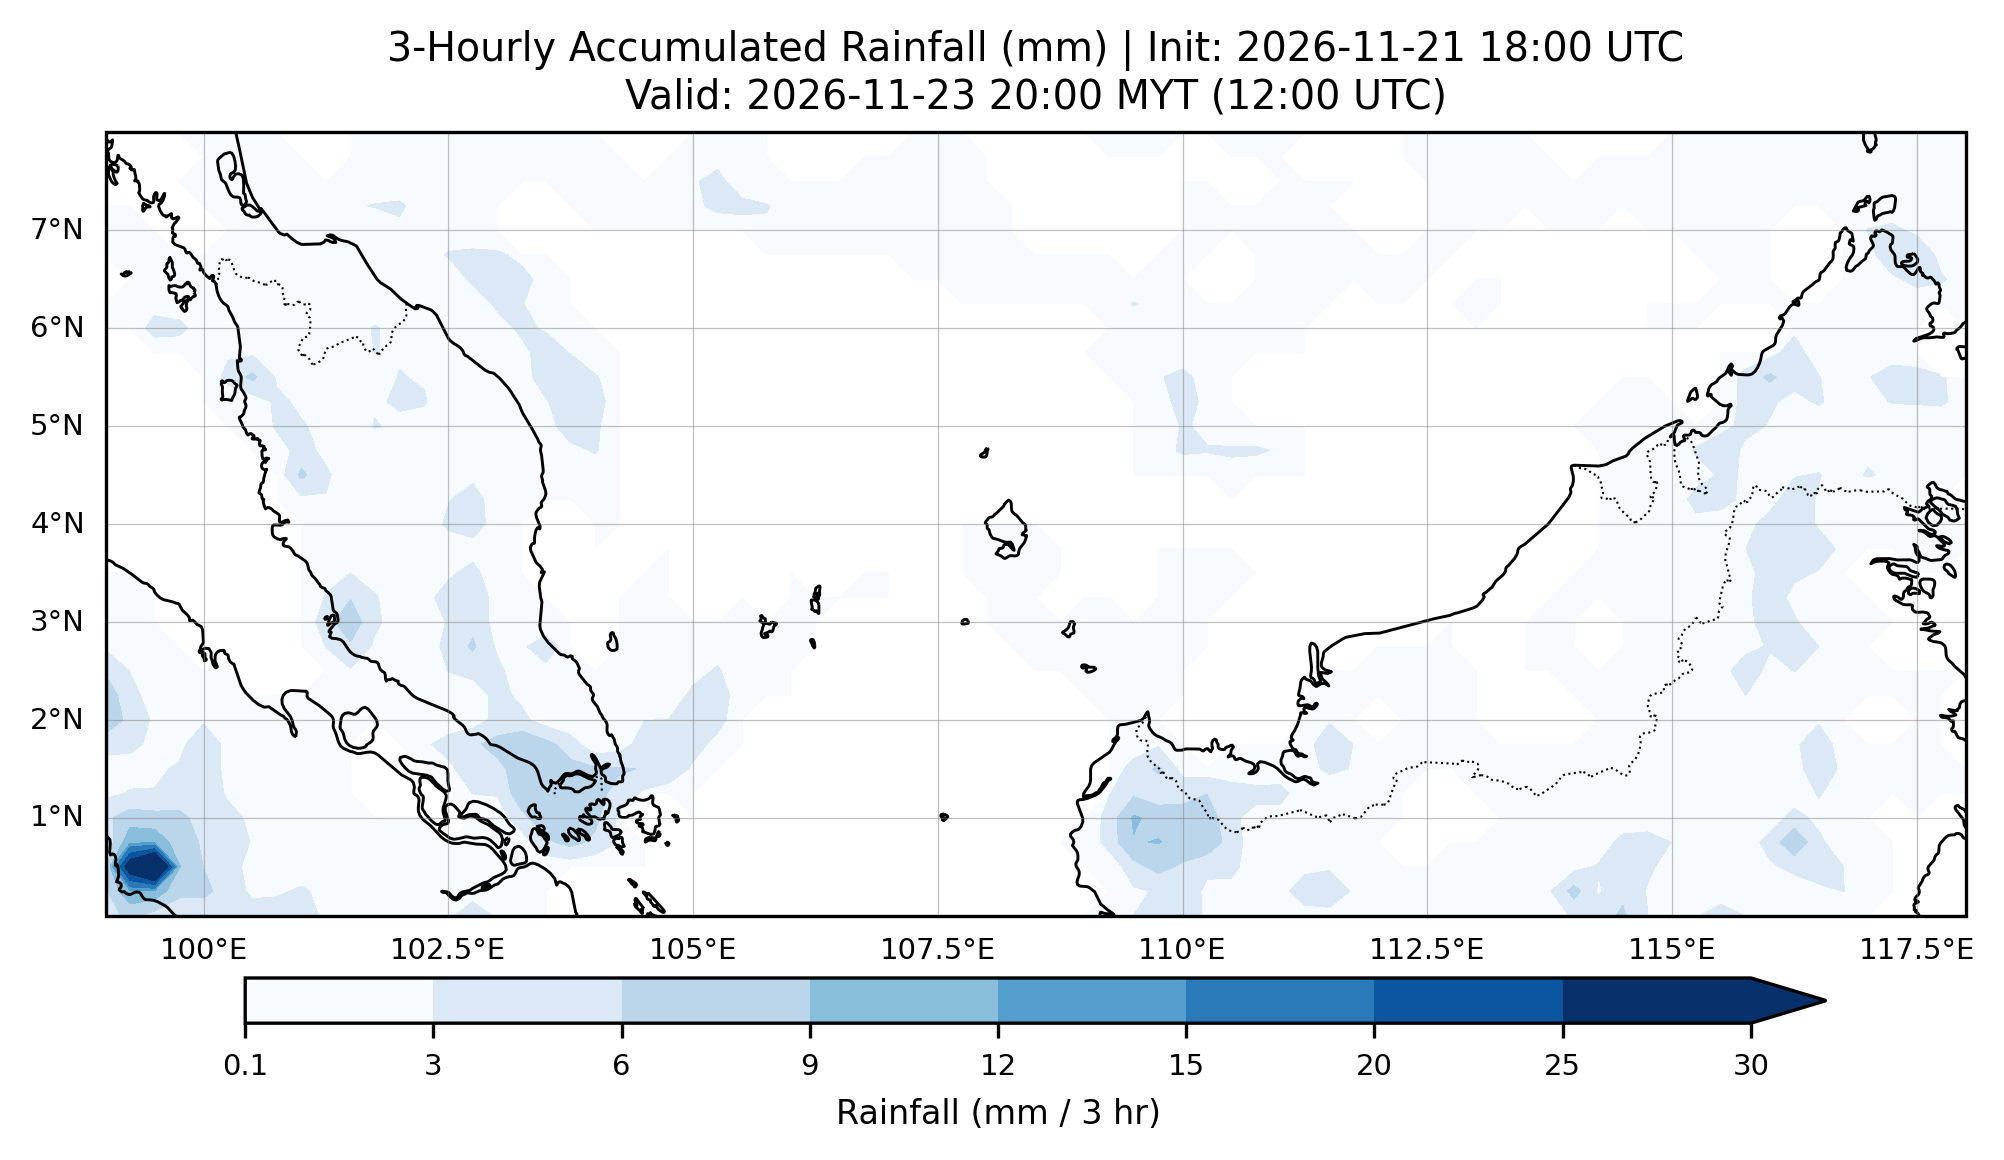 3-Hourly Accumulated Rainfall (mm) | Init: 2026-11-21 18:00 UTC
Valid: 2026-11-23 20:00 MYT (12:00 UTC)
7°N
6°N
5°N
4°N
3°N
2°N
1°N
100°E 102.5°E 105°E 107.5°E 110°E 112.5°E 115°E 117.5°E
0.1 3 6 9 12 15 20 25 30
Rainfall (mm / 3 hr)